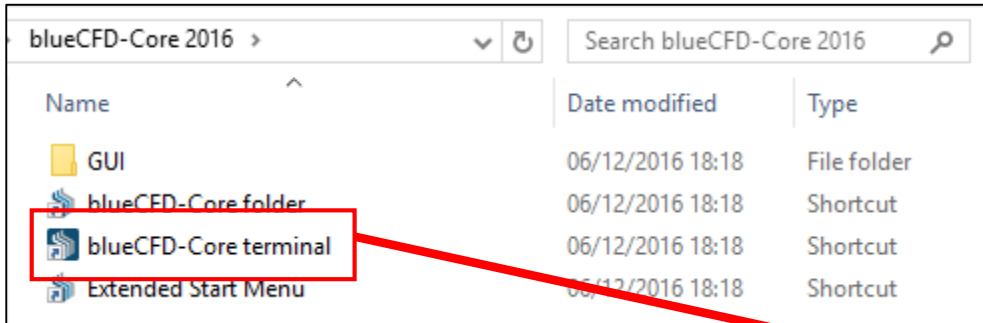 blueCFD-Core 2016 >
Search blueCFD-Core 2016
Name Date modified Type
GUI 06/12/2016 18:18 File folder
blueCFD-Core folder 06/12/2016 18:18 Shortcut
blueCFD-Core terminal 06/12/2016 18:18 Shortcut
Extended Start Menu 06/12/2016 18:18 Shortcut